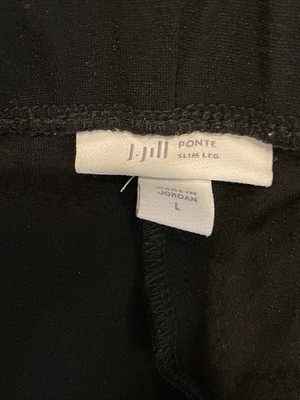 J.Jill PONTE
SLIM LEG
MADE IN
JORDAN
L